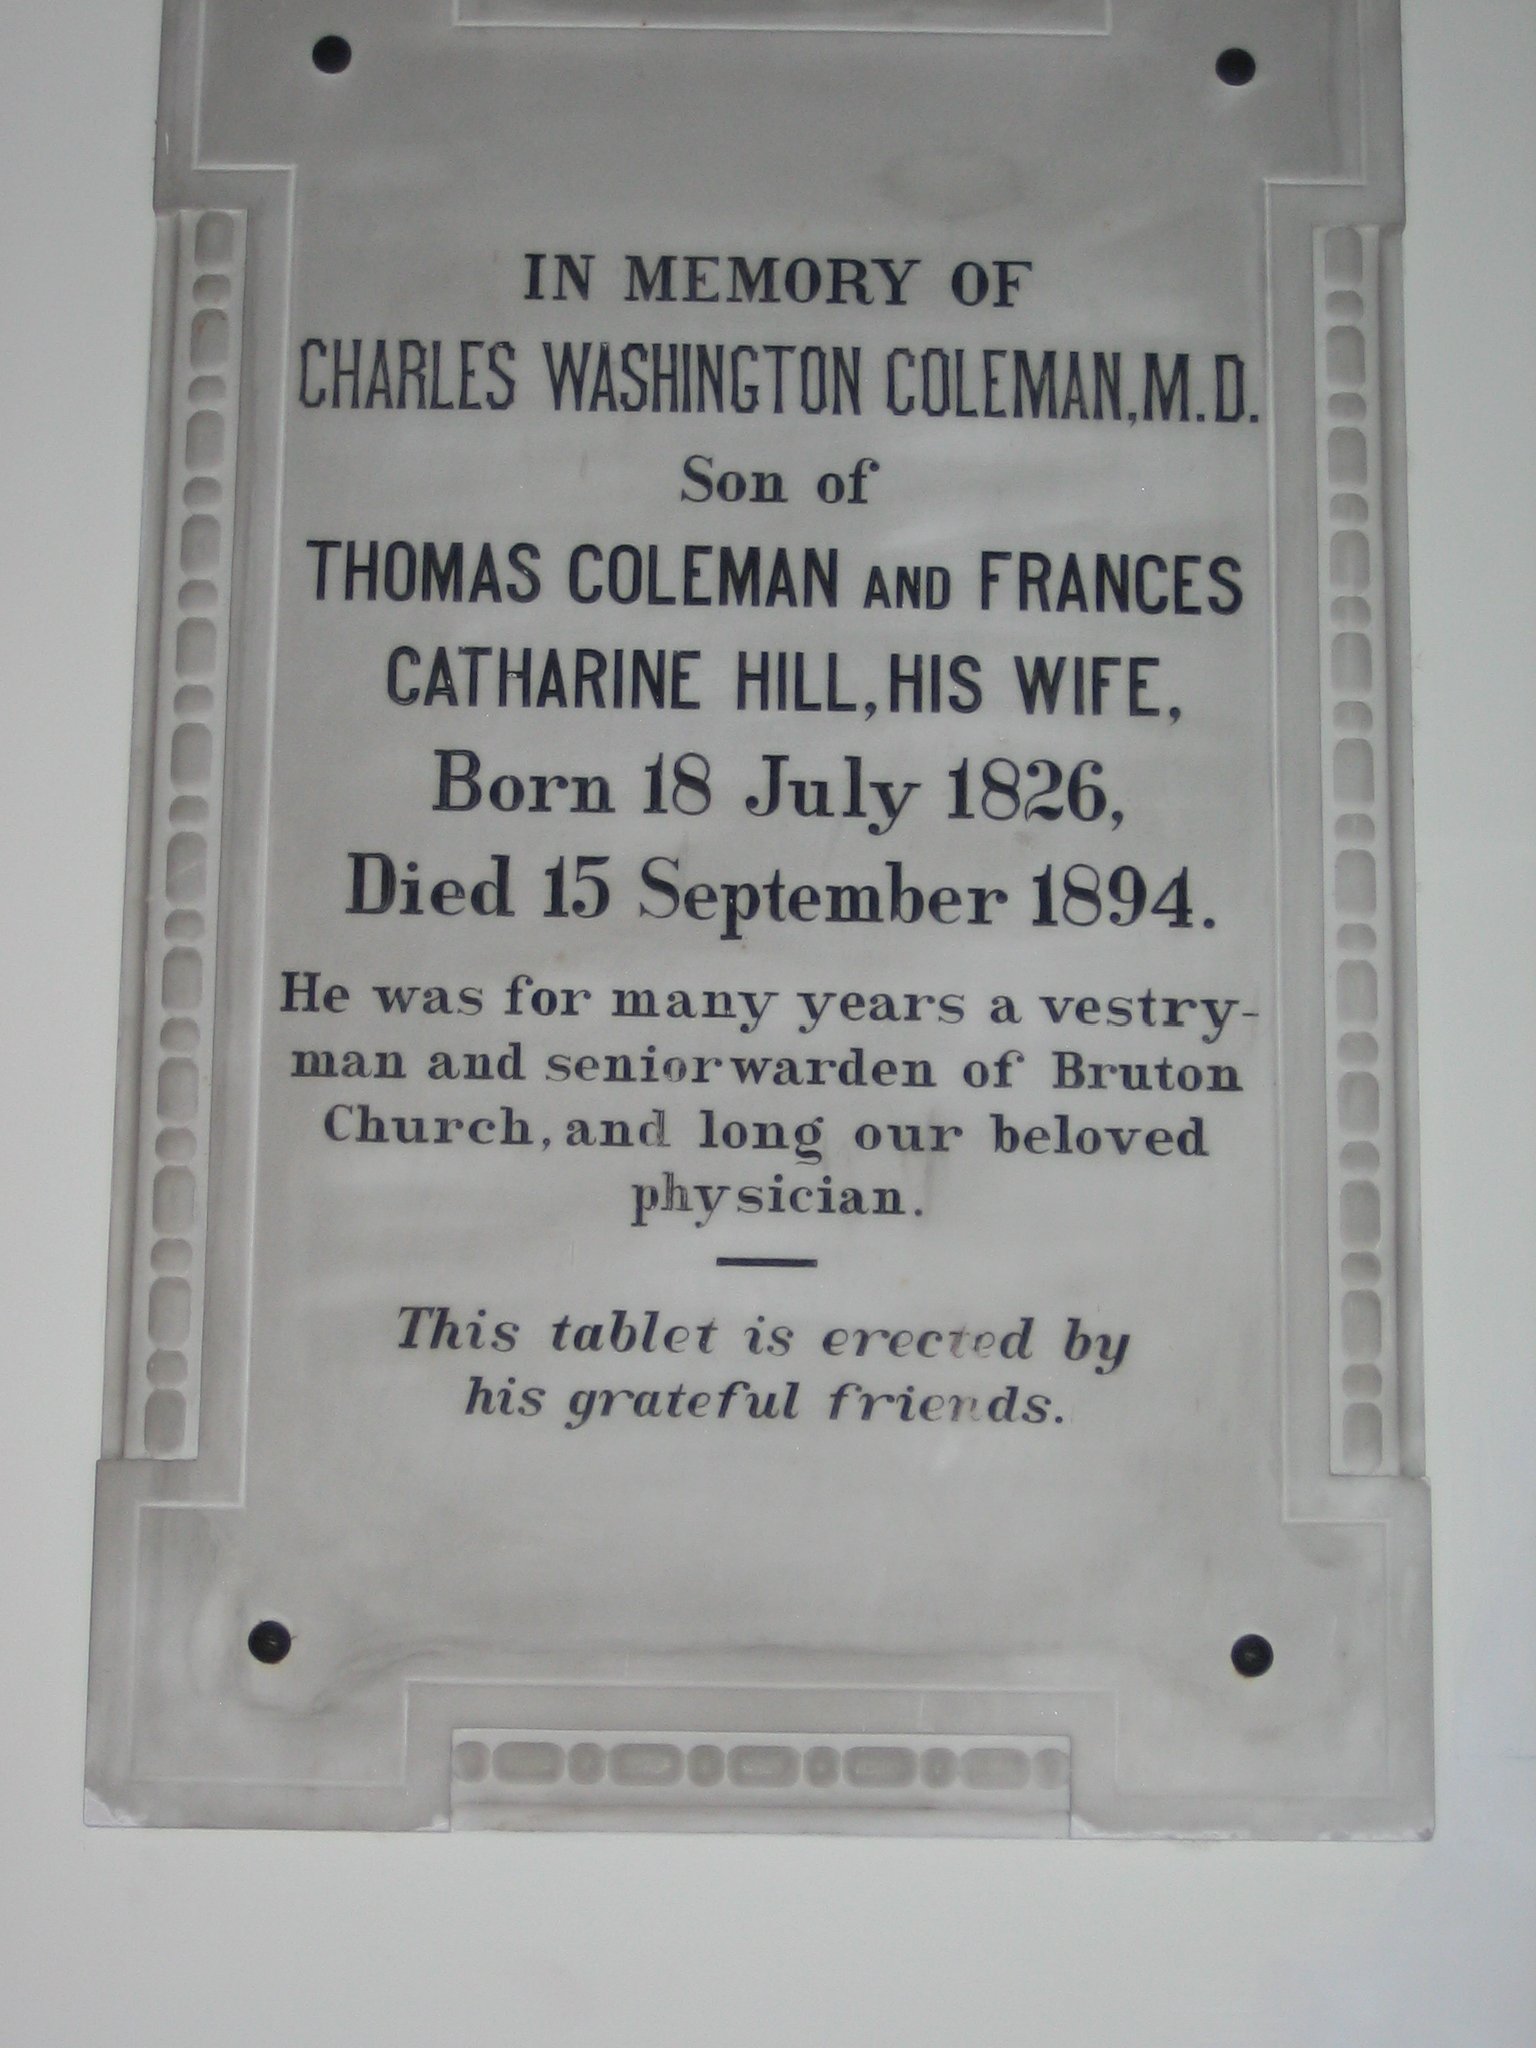 IN MEMORY OF
CHARLES WASHINGTON COLEMAN, M.D.
Son of
THOMAS COLEMAN AND FRANCES
CATHARINE HILL, HIS WIFE,
Born 18 July 1826,
Died 15 September 1894.
He was for many years a vestry-
man and senior warden of Bruton
Church, and long our beloved
physician.
This tablet is erected by
his grateful friends.